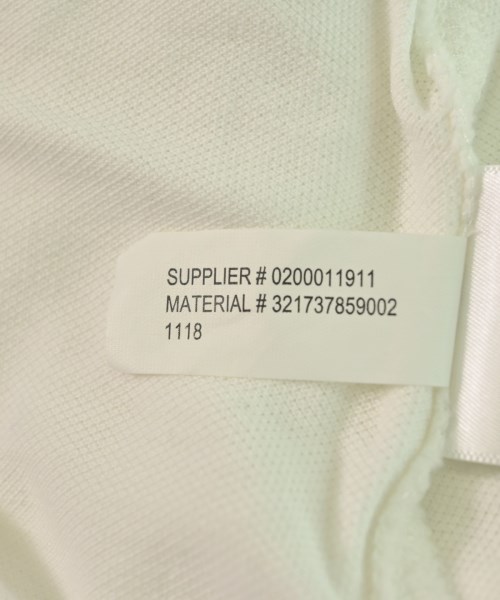 SUPPLIER # 0200011911
MATERIAL # 321737859002
1118